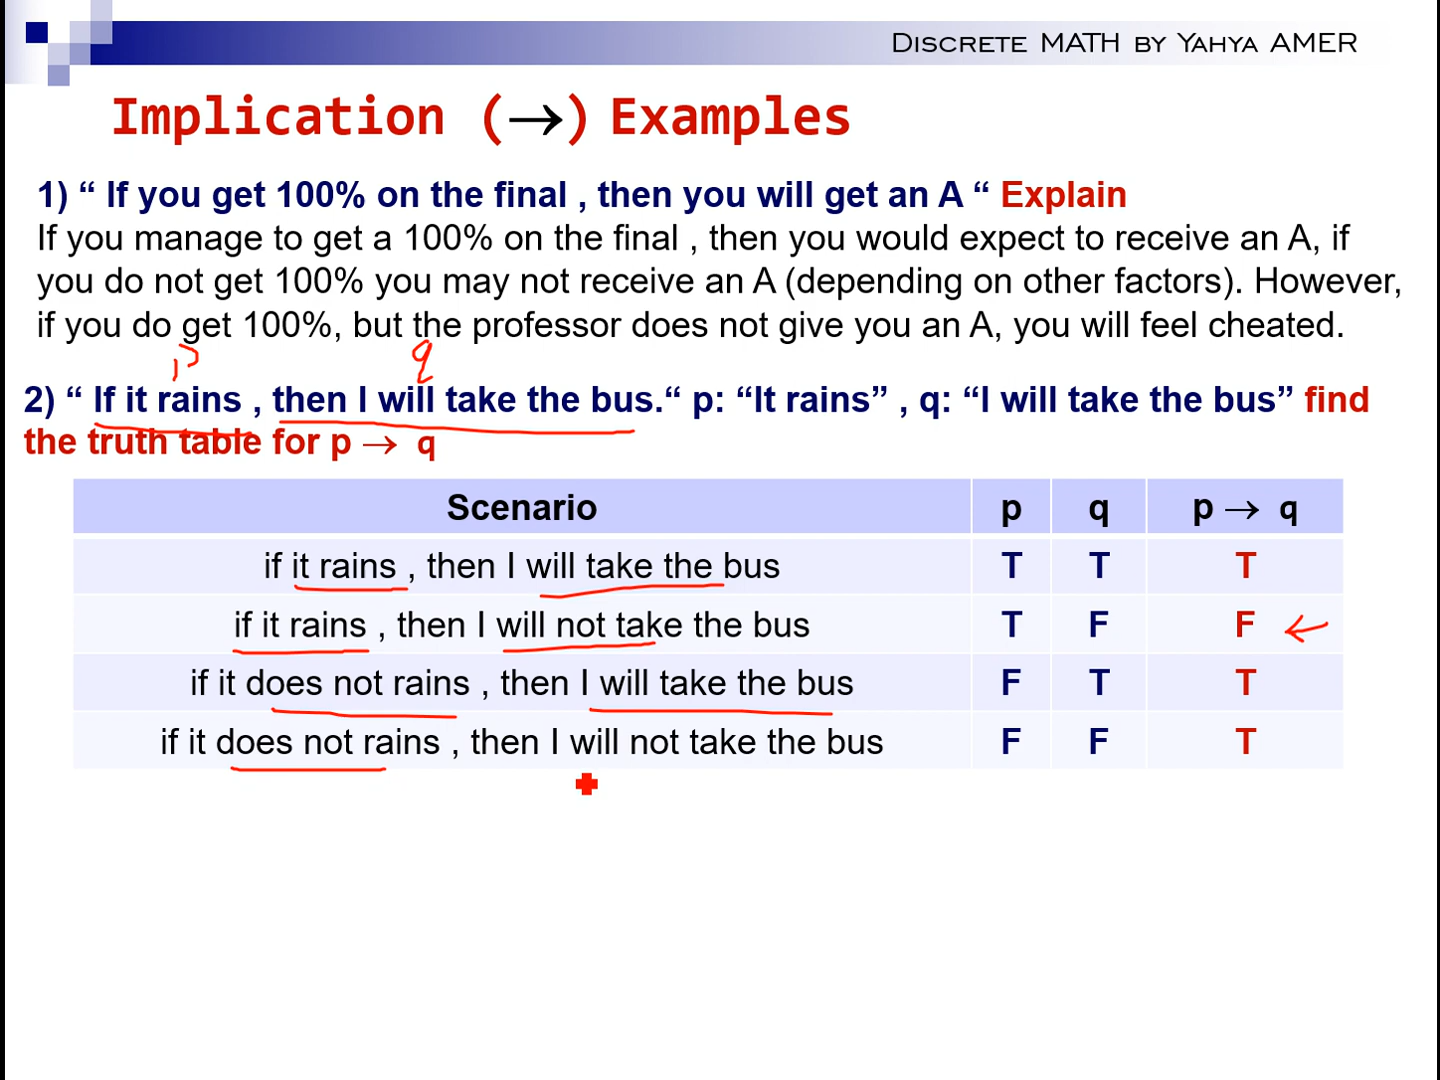 DISCRETE MATH BY YAHYA AMER
Implication (→) Examples
1) “ If you get 100% on the final , then you will get an A “ Explain
If you manage to get a 100% on the final , then you would expect to receive an A, if
you do not get 100% you may not receive an A (depending on other factors). However,
if you do get 100%, but the professor does not give you an A, you will feel cheated.
p q
2) “ If it rains , then I will take the bus.“ p: “It rains” , q: “I will take the bus” find
the truth table for p → q
Scenario p q p → q
if it rains , then I will take the bus T T T
if it rains , then I will not take the bus T F F
if it does not rains , then I will take the bus F T T
if it does not rains , then I will not take the bus F F T